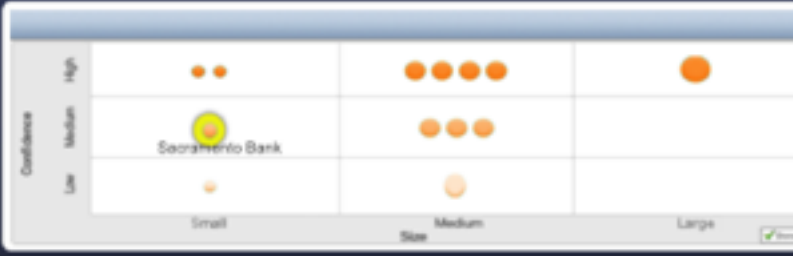 High
Medium
Low
Confidence
Sacramento Bank
Small
Medium
Large
Size